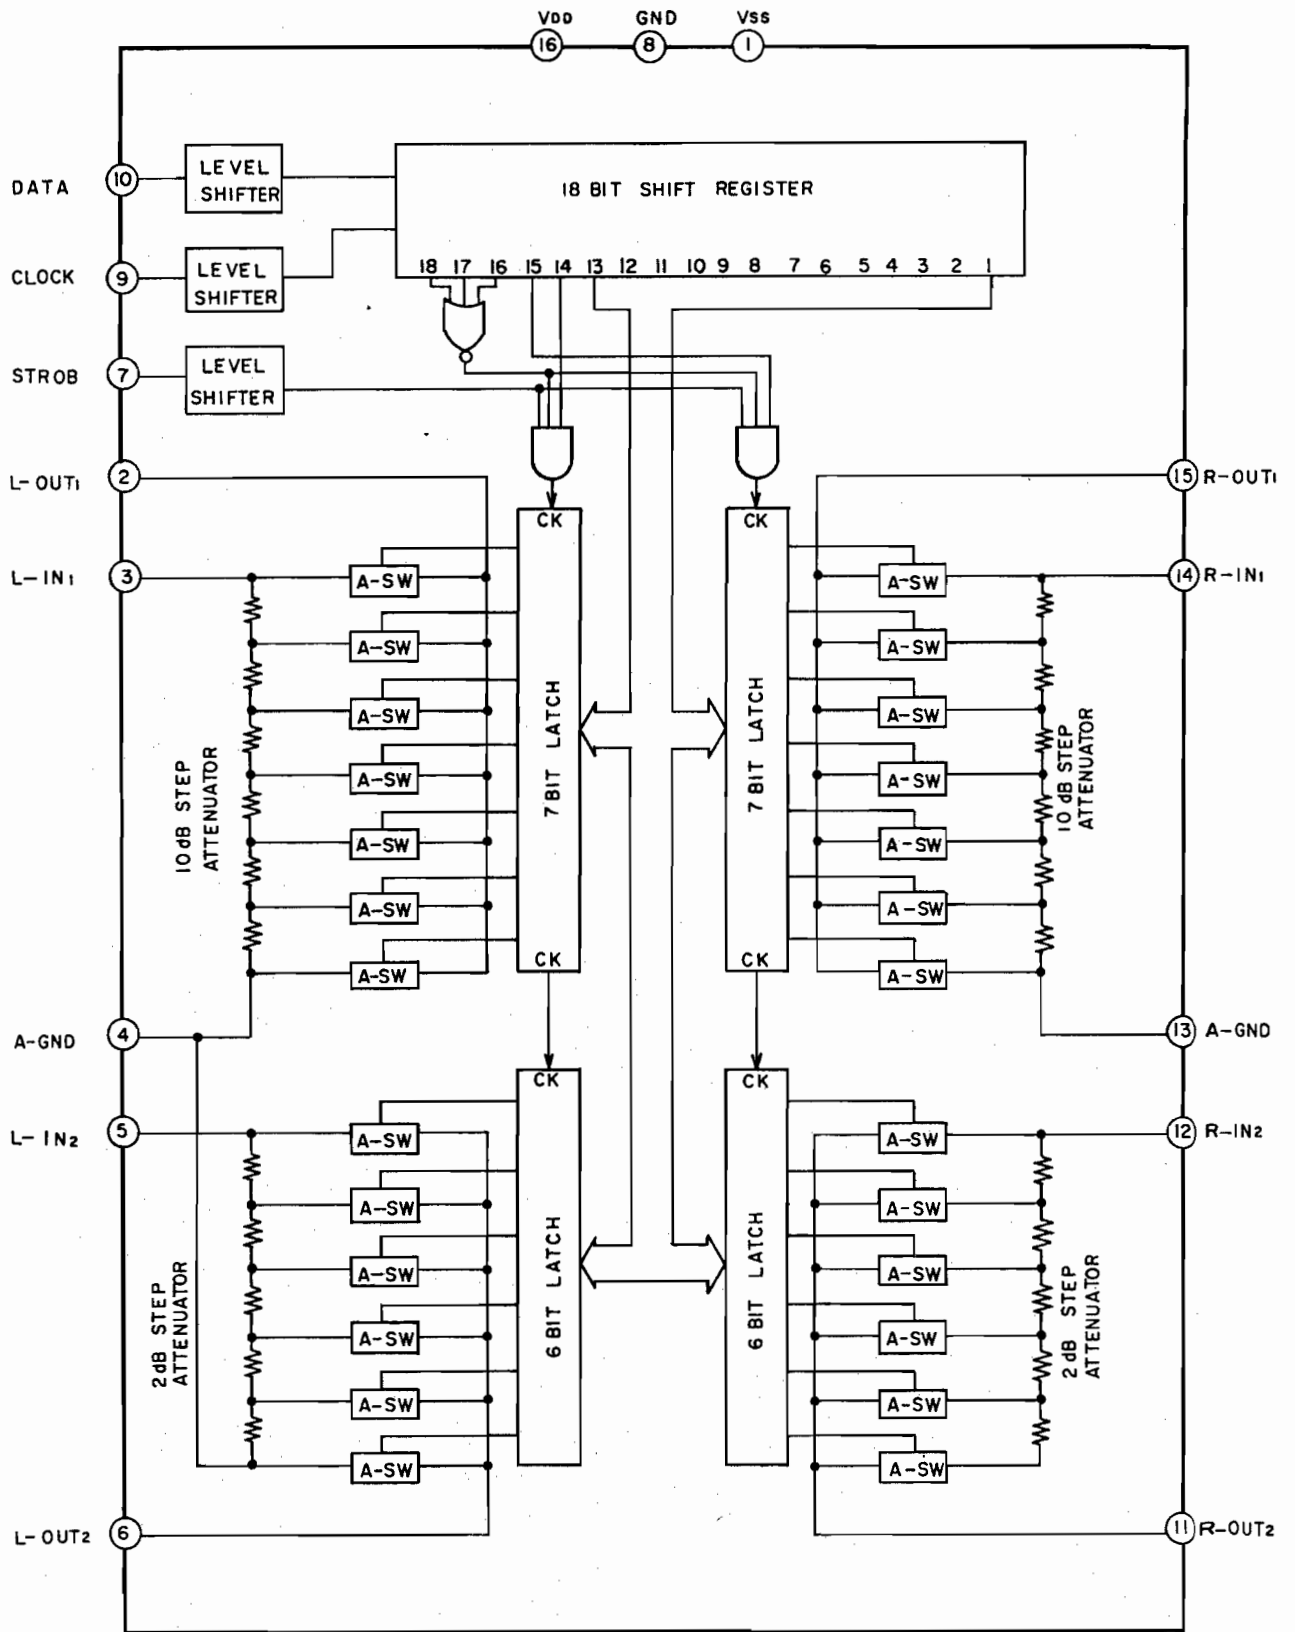 VDD GND VSS
16 8 1
DATA 10 LEVEL SHIFTER
18 BIT SHIFT REGISTER
CLOCK 9 LEVEL SHIFTER
18 17 16 15 14 13 12 11 10 9 8 7 6 5 4 3 2 1
STROB 7 LEVEL SHIFTER
L-OUT1 2
15 R-OUT1
CK
CK
L-IN1 3
14 R-IN1
A-SW
A-SW
A-SW
A-SW
A-SW
A-SW
A-SW
A-SW
A-SW
A-SW
A-SW
A-SW
A-SW
A-SW
10dB STEP
ATTENUATOR
7 BIT LATCH
7 BIT LATCH
10dB STEP
ATTENUATOR
CK
CK
A-GND 4
13 A-GND
CK
CK
L-IN2 5
12 R-IN2
A-SW
A-SW
A-SW
A-SW
A-SW
A-SW
A-SW
A-SW
A-SW
A-SW
A-SW
A-SW
2dB STEP
ATTENUATOR
6 BIT LATCH
6 BIT LATCH
2dB STEP
ATTENUATOR
L-OUT2 6
11 R-OUT2